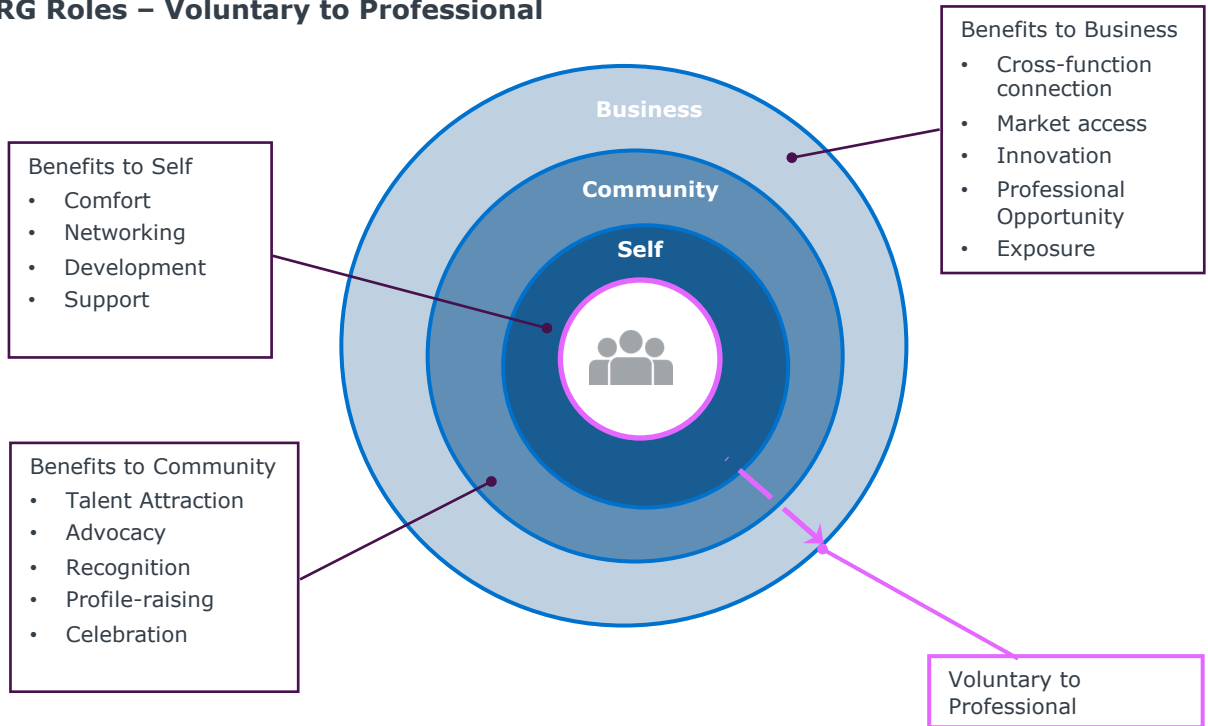 RG Roles – Voluntary to Professional
Benefits to Business
• Cross-function
connection
• Market access
• Innovation
• Professional
Opportunity
• Exposure
Business
Community
Self
Benefits to Self
• Comfort
• Networking
• Development
• Support
Benefits to Community
• Talent Attraction
• Advocacy
• Recognition
• Profile-raising
• Celebration
Voluntary to
Professional